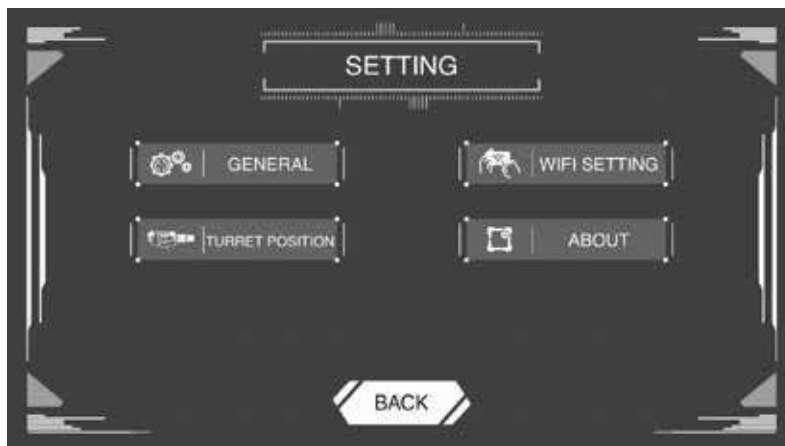 SETTING
GENERAL
WIFI SETTING
TURRET POSITION
ABOUT
BACK